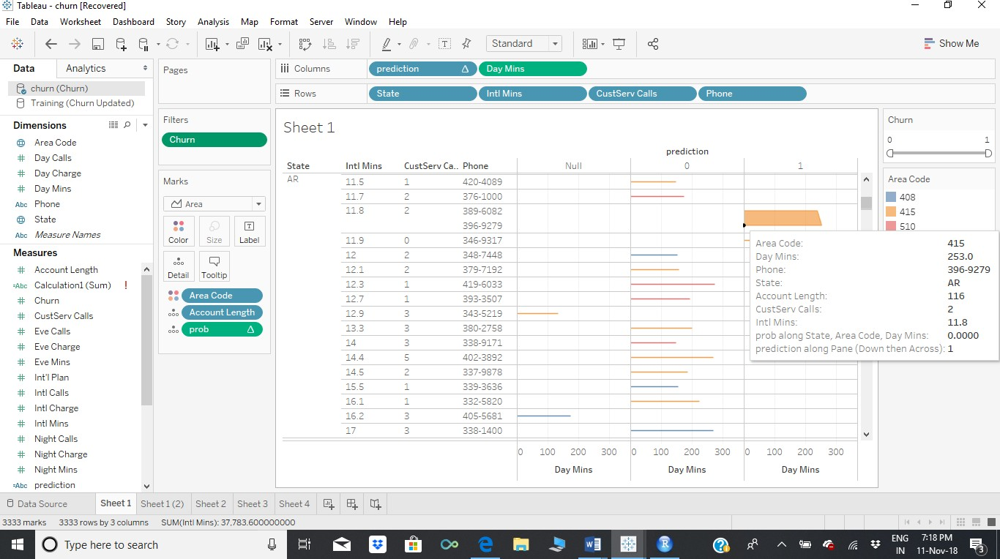 Tableau - churn [Recovered]
File Data Worksheet Dashboard Story Analysis Map Format Server Window Help
Standard
Show Me
Data Analytics
churn (Churn)
Training (Churn Updated)
Dimensions
Area Code
Day Calls
Day Charge
Day Mins
Abc Phone
State
Abc Measure Names
Measures
Account Length
=Abc Calculation1 (Sum) !
Churn
CustServ Calls
Eve Calls
Eve Charge
Eve Mins
Int'l Plan
Intl Calls
Intl Charge
Intl Mins
Night Calls
Night Charge
Night Mins
=Abc prediction
Pages
Filters
Churn
Marks
Area
Color Size Label
Detail Tooltip
Area Code
Account Length
prob Δ
Columns prediction Δ Day Mins
Rows State Intl Mins CustServ Calls Phone
Sheet 1
prediction
State Intl Mins CustServ Ca.. Phone Null 0 1
AR 11.5 1 420-4089
11.7 2 376-1000
11.8 2 389-6082
396-9279
11.9 0 346-9317
12 2 348-7448
12.1 2 379-7192
12.3 1 419-6033
12.7 1 393-3507
12.9 3 343-5219
13.3 3 380-2758
14 3 338-9171
14.4 5 402-3892
14.5 2 337-9878
15.5 1 339-3636
16.1 1 332-5820
16.2 3 405-5681
17 3 338-1400
0 100 200 300 0 100 200 300 0 100 200 300
Day Mins Day Mins Day Mins
Area Code: 415
Day Mins: 253.0
Phone: 396-9279
State: AR
Account Length: 116
CustServ Calls: 2
Intl Mins: 11.8
prob along State, Area Code, Day Mins: 0.0000
prediction along Pane (Down then Across): 1
Churn
0 1
Area Code
408
415
510
Data Source Sheet 1 Sheet 1 (2) Sheet 2 Sheet 3 Sheet 4
3333 marks 3333 rows by 3 columns SUM(Intl Mins): 37,783.600000000
Type here to search
ENG 7:18 PM
IN 11-Nov-18
3